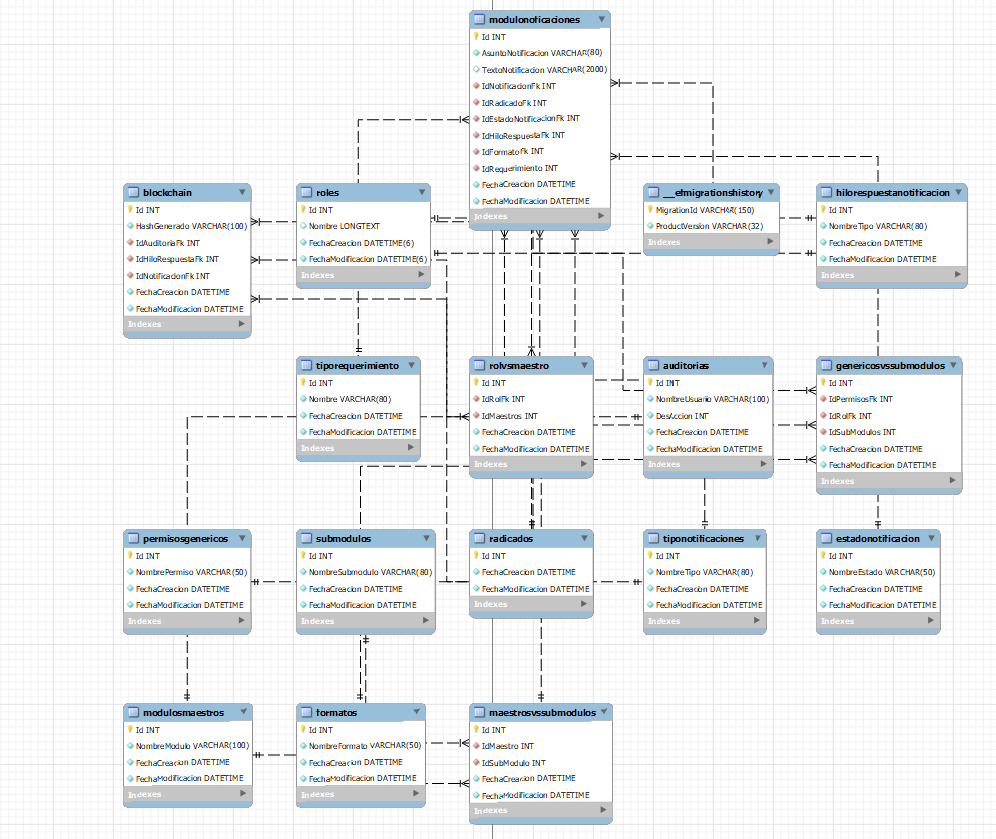 modulonoficaciones
Id INT
AsuntoNotificacion VARCHAR(80)
TextoNotificacion VARCHAR(2000)
IdNotificacionFk INT
IdRadicadoFk INT
IdEstadoNotificacionFk INT
IdHiloRespuestaFk INT
IdFormatoFk INT
IdRequerimiento INT
FechaCreacion DATETIME
FechaModificacion DATETIME
Indexes
blockchain
Id INT
HashGenerado VARCHAR(100)
IdAuditoriaFk INT
IdHiloRespuestaFk INT
IdNotificacionFk INT
FechaCreacion DATETIME
FechaModificacion DATETIME
Indexes
roles
Id INT
Nombre LONGTEXT
FechaCreacion DATETIME(6)
FechaModificacion DATETIME(6)
Indexes
__efmigrationshistory
MigrationId VARCHAR(150)
ProductVersion VARCHAR(32)
Indexes
hilorespuestanotificacion
Id INT
NombreTipo VARCHAR(80)
FechaCreacion DATETIME
FechaModificacion DATETIME
Indexes
tiporequerimiento
Id INT
Nombre VARCHAR(80)
FechaCreacion DATETIME
FechaModificacion DATETIME
Indexes
rolvsmaestro
Id INT
IdRolFk INT
IdMaestros INT
FechaCreacion DATETIME
FechaModificacion DATETIME
Indexes
auditorias
Id INT
NombreUsuario VARCHAR(100)
DesAccion INT
FechaCreacion DATETIME
FechaModificacion DATETIME
Indexes
genericosvssubmodulos
Id INT
IdPermisosFk INT
IdRolFk INT
IdSubModulos INT
FechaCreacion DATETIME
FechaModificacion DATETIME
Indexes
permisosgenericos
Id INT
NombrePermiso VARCHAR(50)
FechaCreacion DATETIME
FechaModificacion DATETIME
Indexes
submodulos
Id INT
NombreSubmodulo VARCHAR(80)
FechaCreacion DATETIME
FechaModificacion DATETIME
Indexes
radicados
Id INT
FechaCreacion DATETIME
FechaModificacion DATETIME
Indexes
tiponotificaciones
Id INT
NombreTipo VARCHAR(80)
FechaCreacion DATETIME
FechaModificacion DATETIME
Indexes
estadonotificacion
Id INT
NombreEstado VARCHAR(50)
FechaCreacion DATETIME
FechaModificacion DATETIME
Indexes
modulosmaestros
Id INT
NombreModulo VARCHAR(100)
FechaCreacion DATETIME
FechaModificacion DATETIME
Indexes
formatos
Id INT
NombreFormato VARCHAR(50)
FechaCreacion DATETIME
FechaModificacion DATETIME
Indexes
maestrosvssubmodulos
Id INT
IdMaestro INT
IdSubModulo INT
FechaCreacion DATETIME
FechaModificacion DATETIME
Indexes